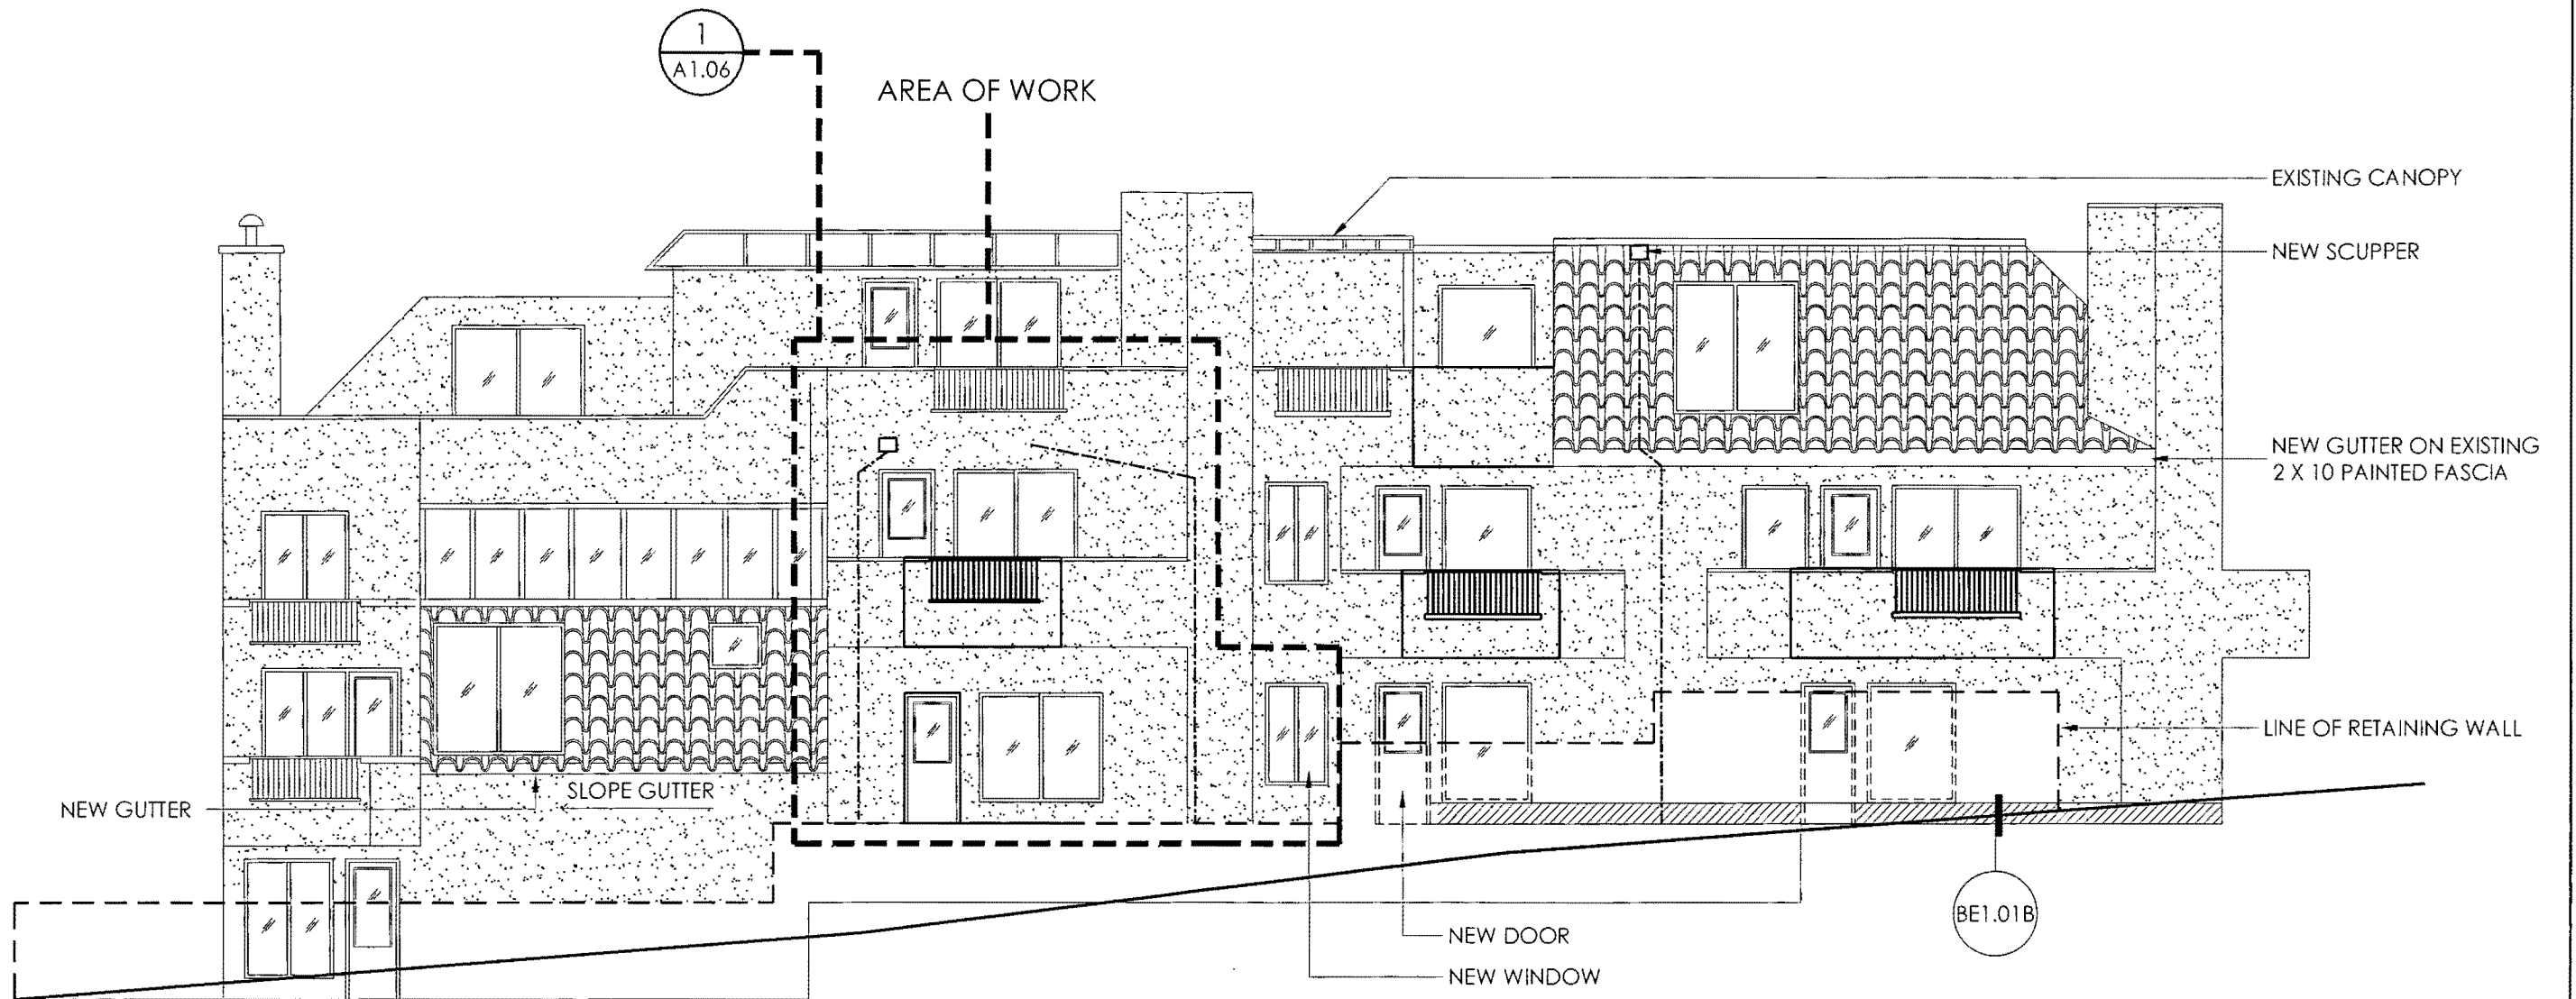 1
A1.06
AREA OF WORK
EXISTING CANOPY
NEW SCUPPER
NEW GUTTER ON EXISTING
2 X 10 PAINTED FASCIA
LINE OF RETAINING WALL
SLOPE GUTTER
NEW GUTTER
BE1.01B
NEW DOOR
NEW WINDOW